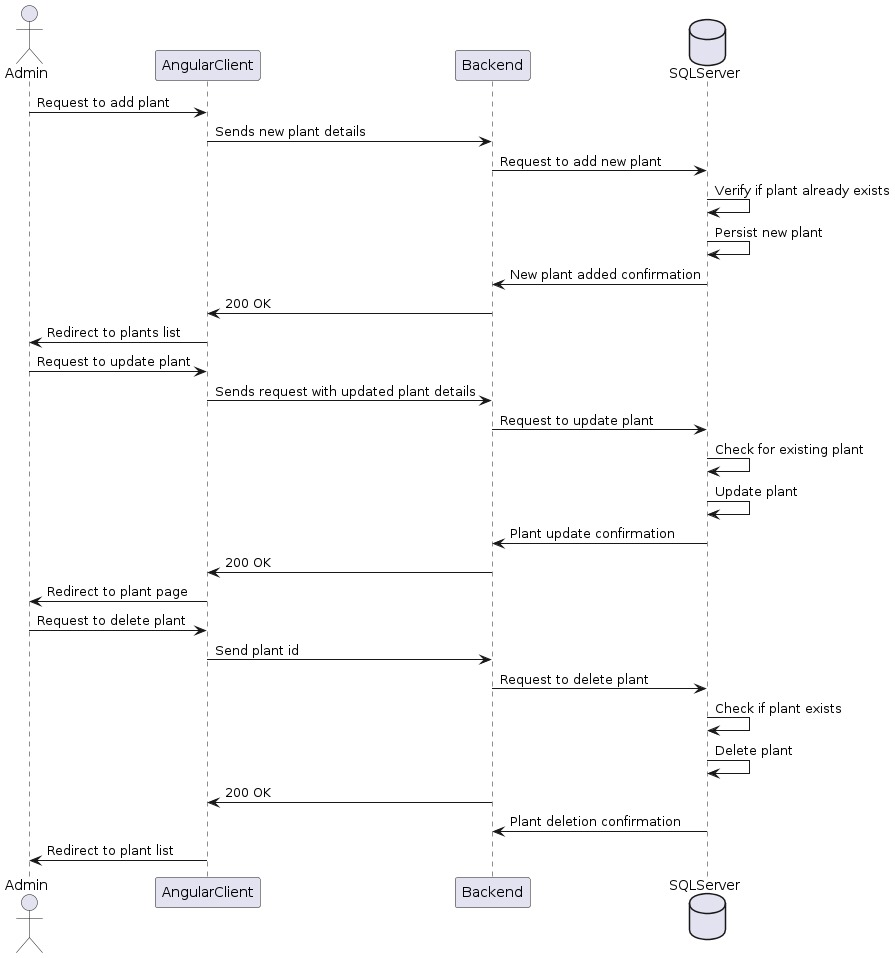 Admin
AngularClient
Backend
SQLServer
Request to add plant
Sends new plant details
Request to add new plant
Verify if plant already exists
Persist new plant
New plant added confirmation
200 OK
Redirect to plants list
Request to update plant
Sends request with updated plant details
Request to update plant
Check for existing plant
Update plant
Plant update confirmation
200 OK
Redirect to plant page
Request to delete plant
Send plant id
Request to delete plant
Check if plant exists
Delete plant
200 OK
Plant deletion confirmation
Redirect to plant list
Admin
AngularClient
Backend
SQLServer